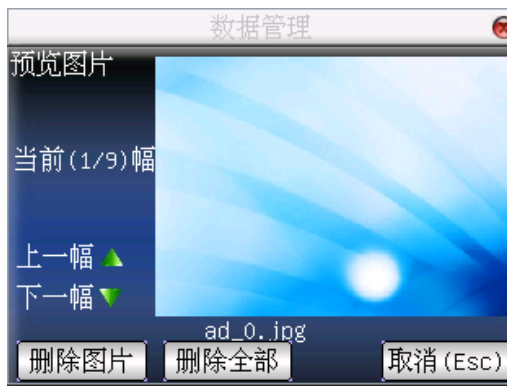 数据管理
预览图片
当前(1/9)幅
上一幅
下一幅
ad_0.jpg
删除图片 删除全部 取消(Esc)